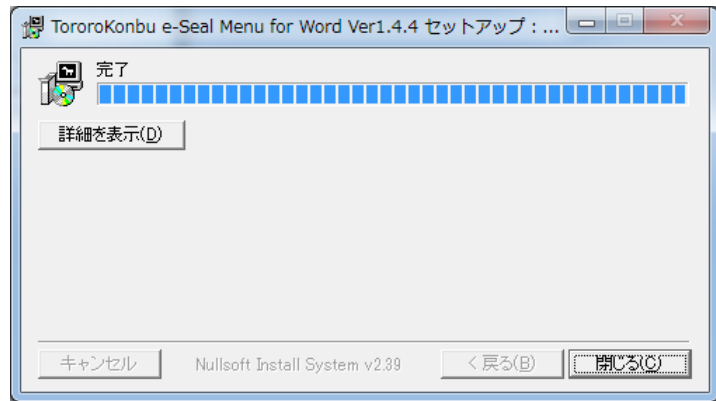 TororoKonbu e-Seal Menu for Word Ver1.4.4 セットアップ : ...
完了
詳細を表示(D)
キャンセル Nullsoft Install System v2.39 < 戻る(B) 閉じる(C)